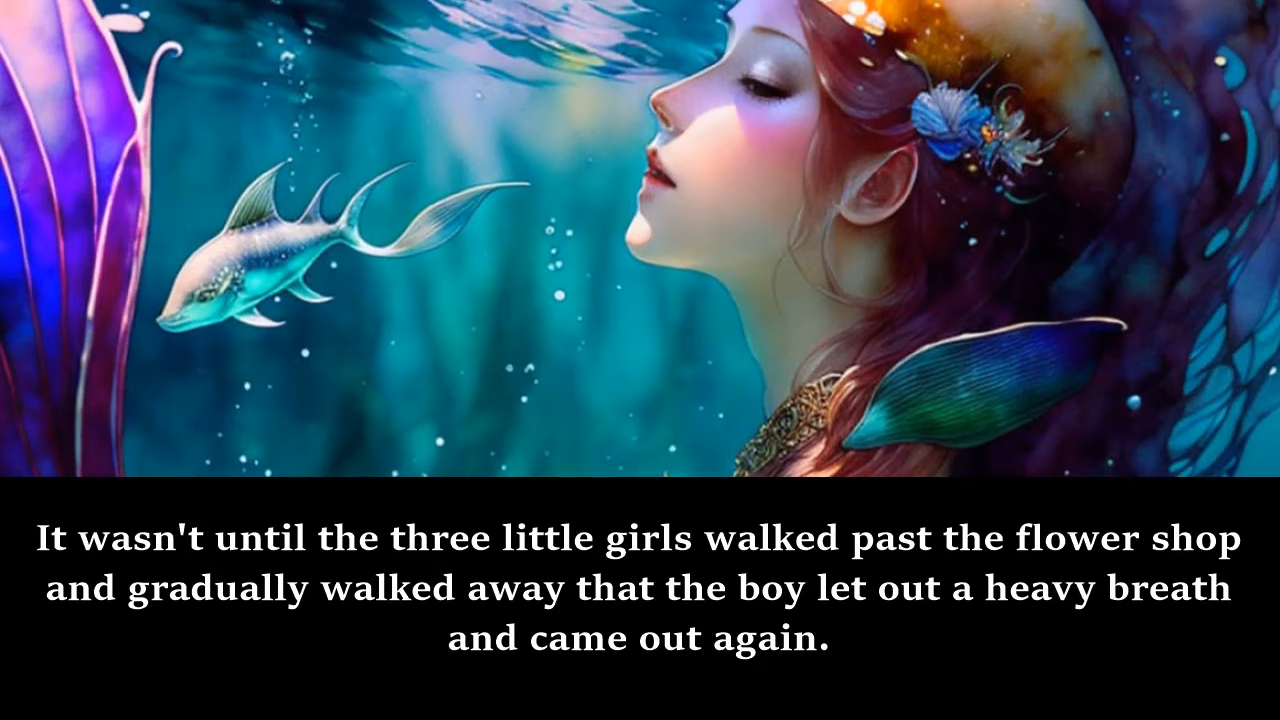 It wasn't until the three little girls walked past the flower shop
and gradually walked away that the boy let out a heavy breath
and came out again.